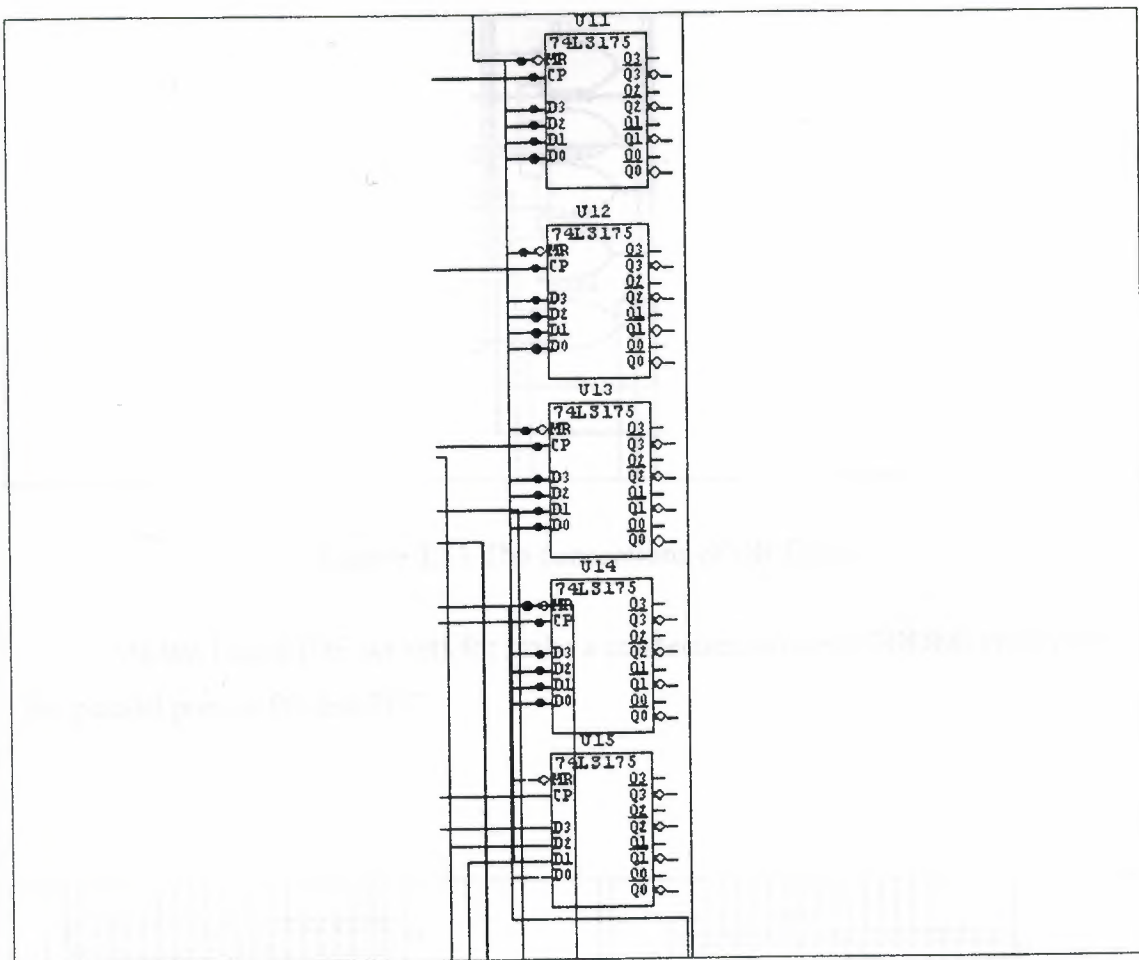 U11
74LS175
MR Q3
CP Q3
Q2
D3 Q2
D2 Q1
D1 Q1
D0 Q0
Q0
U12
74LS175
MR Q3
CP Q3
Q2
D3 Q2
D2 Q1
D1 Q1
D0 Q0
Q0
U13
74LS175
MR Q3
CP Q3
Q2
D3 Q2
D2 Q1
D1 Q1
D0 Q0
Q0
U14
74LS175
MR Q3
CP Q3
Q2
D3 Q2
D2 Q1
D1 Q1
D0 Q0
Q0
U15
74LS175
MR Q3
CP Q3
Q2
D3 Q2
D2 Q1
D1 Q1
D0 Q0
Q0